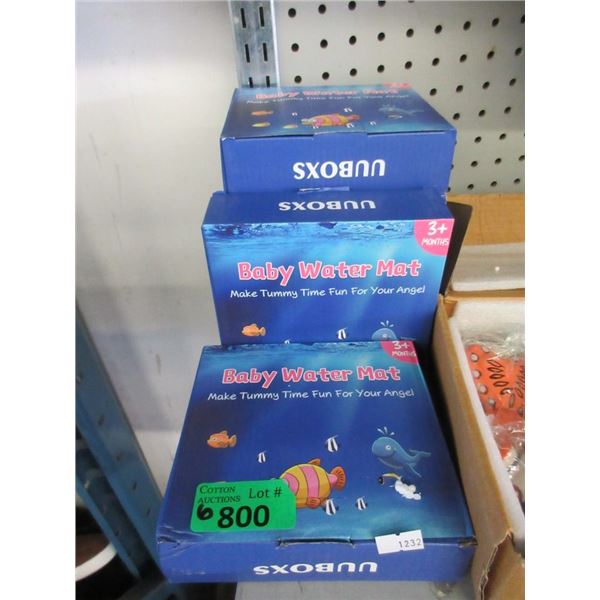 Baby Water Mat
Make Tummy Time Fun For Your Angel
UUBOXS
UUBOXS
3+
MONTHS
Baby Water Mat
Make Tummy Time Fun For Your Angel
3+
MONTHS
Baby Water Mat
Make Tummy Time Fun For Your Angel
COTTON
AUCTIONS
Lot #
6 800
1232
UUBOXS